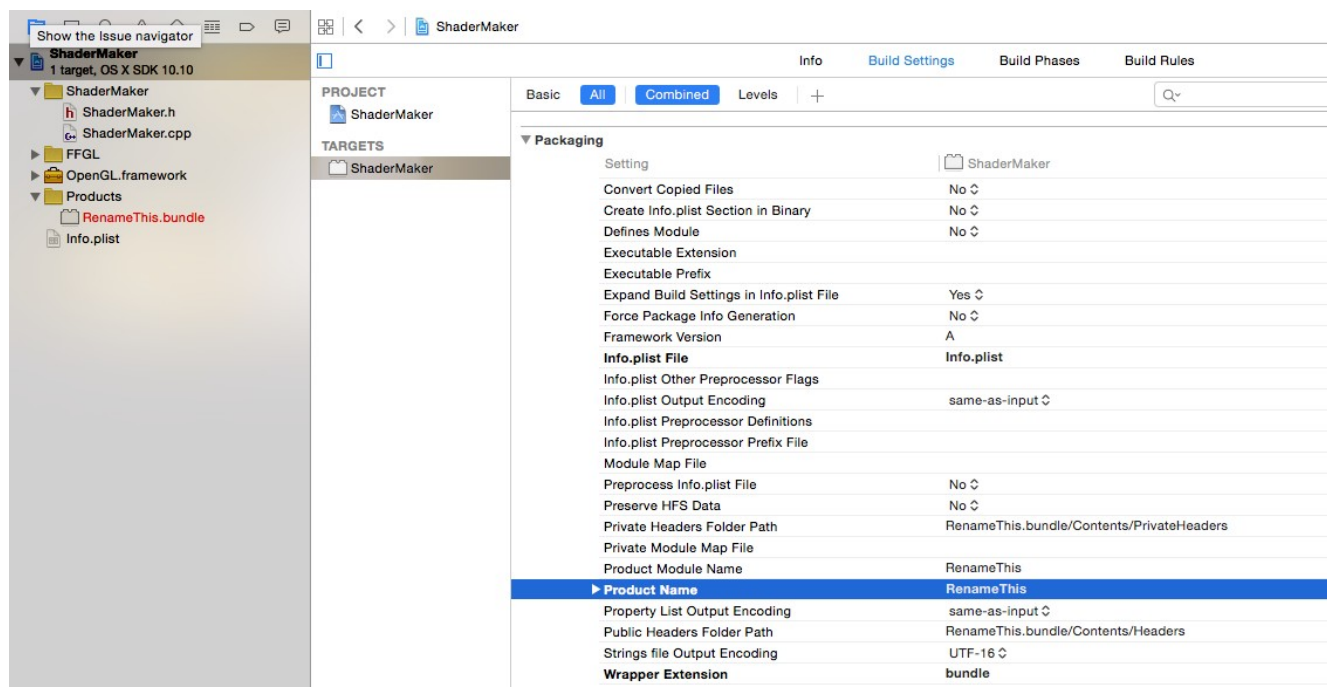 ShaderMaker
Show the Issue navigator
ShaderMaker
1 target, OS X SDK 10.10
ShaderMaker
h ShaderMaker.h
C++ ShaderMaker.cpp
FFGL
OpenGL.framework
Products
RenameThis.bundle
Info.plist
Info Build Settings Build Phases Build Rules
PROJECT
ShaderMaker
TARGETS
ShaderMaker
Basic All Combined Levels +
Packaging
Setting ShaderMaker
Convert Copied Files No
Create Info.plist Section in Binary No
Defines Module No
Executable Extension
Executable Prefix
Expand Build Settings in Info.plist File Yes
Force Package Info Generation No
Framework Version A
Info.plist File Info.plist
Info.plist Other Preprocessor Flags
Info.plist Output Encoding same-as-input
Info.plist Preprocessor Definitions
Info.plist Preprocessor Prefix File
Module Map File
Preprocess Info.plist File No
Preserve HFS Data No
Private Headers Folder Path RenameThis.bundle/Contents/PrivateHeaders
Private Module Map File
Product Module Name RenameThis
Product Name RenameThis
Property List Output Encoding same-as-input
Public Headers Folder Path RenameThis.bundle/Contents/Headers
Strings file Output Encoding UTF-16
Wrapper Extension bundle